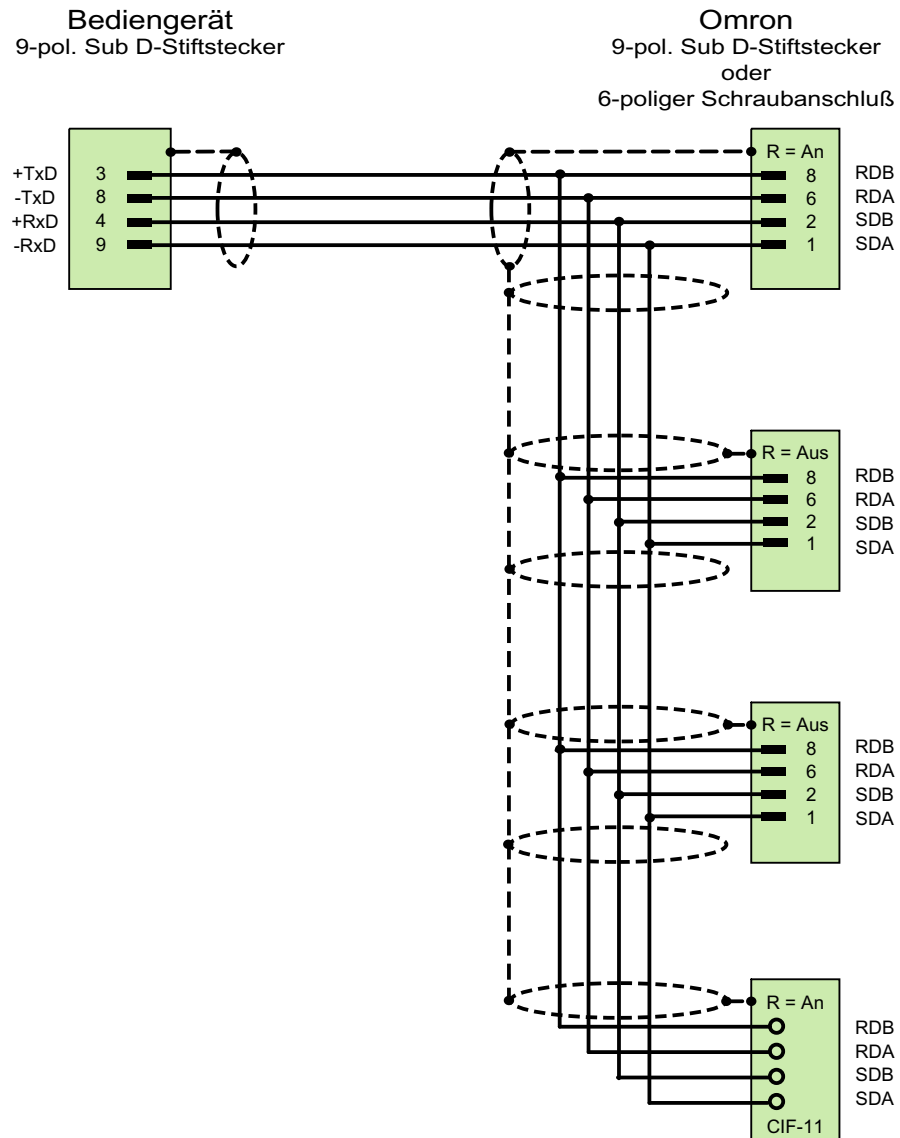 Bediengerät
9-pol. Sub D-Stiftstecker
Omron
9-pol. Sub D-Stiftstecker
oder
6-poliger Schraubanschluß
+TxD 3
-TxD 8
+RxD 4
-RxD 9
R = An
8 RDB
6 RDA
2 SDB
1 SDA
R = Aus
8 RDB
6 RDA
2 SDB
1 SDA
R = Aus
8 RDB
6 RDA
2 SDB
1 SDA
R = An
RDB
RDA
SDB
SDA
CIF-11